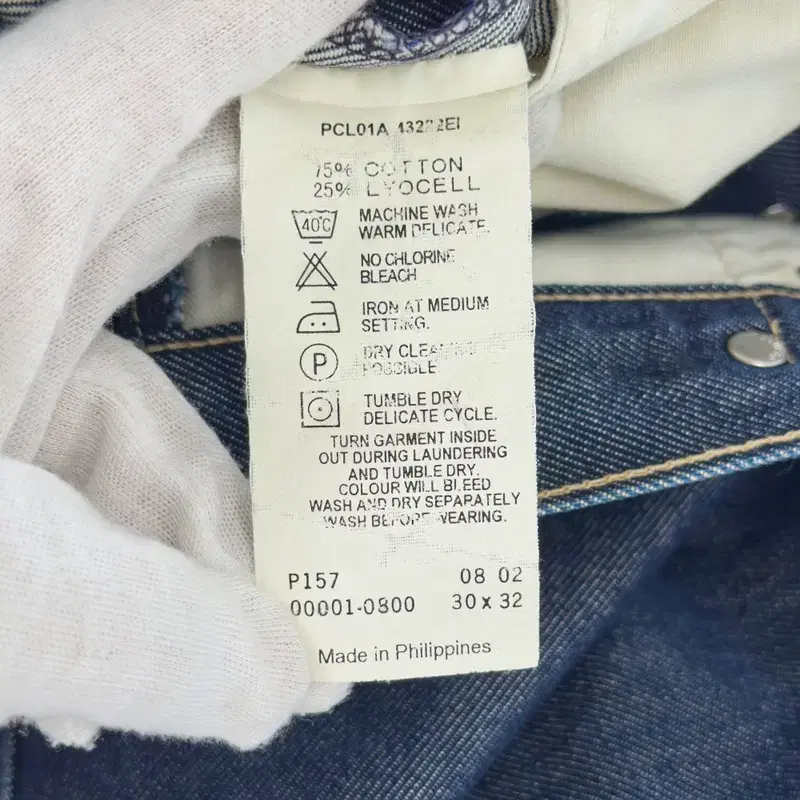 PCL01A
75% COTTON
25% LYOCELL
40°C
MACHINE WASH
WARM DELICATE.
NO CHLORINE
BLEACH
IRON AT MEDIUM
SETTING.
P
DRY CLEANING
POSSIBLE
TUMBLE DRY
DELICATE CYCLE.
TURN GARMENT INSIDE
OUT DURING LAUNDERING
AND TUMBLE DRY.
COLOUR WILL BLEED
WASH AND DRY SEPARATELY
WASH BEFORE WEARING.
P157 08 02
00001-0800 30 x 32
Made in Philippines